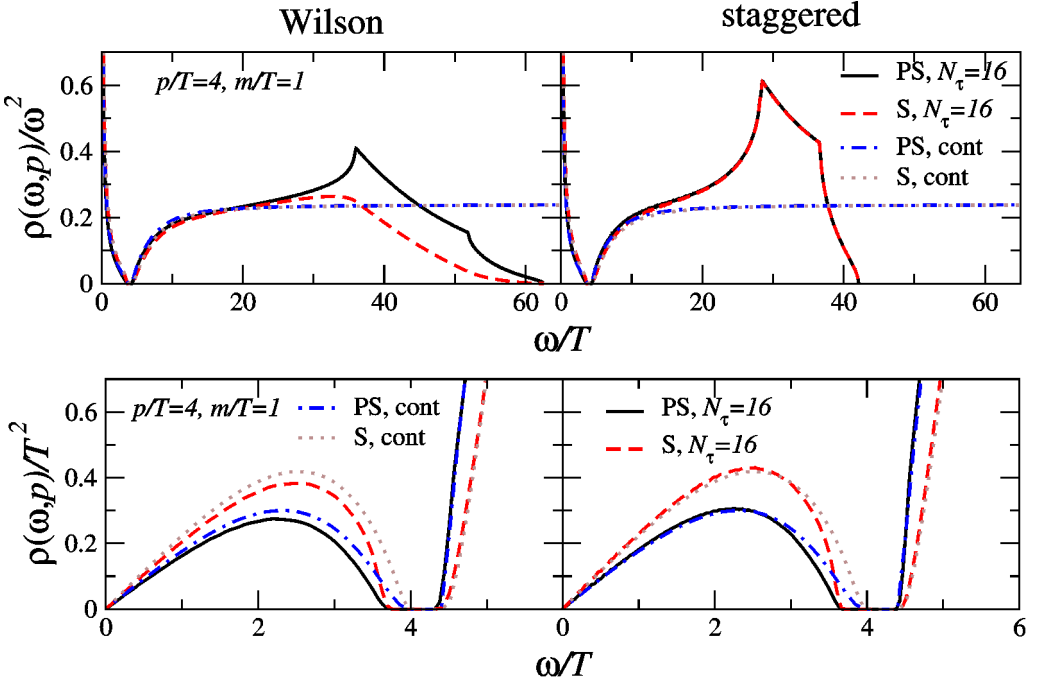 Wilson
staggered
ρ(ω,p)/ω²
0.6
0.4
0.2
0
p/T=4, m/T=1
PS, Nτ=16
S, Nτ=16
PS, cont
S, cont
0 20 40 60
0 20 40 60
ω/T
ω/T
ρ(ω,p)/T²
0.6
0.4
0.2
0
p/T=4, m/T=1
PS, cont
S, cont
PS, Nτ=16
S, Nτ=16
0 2 4
0 2 4 6
ω/T
ω/T